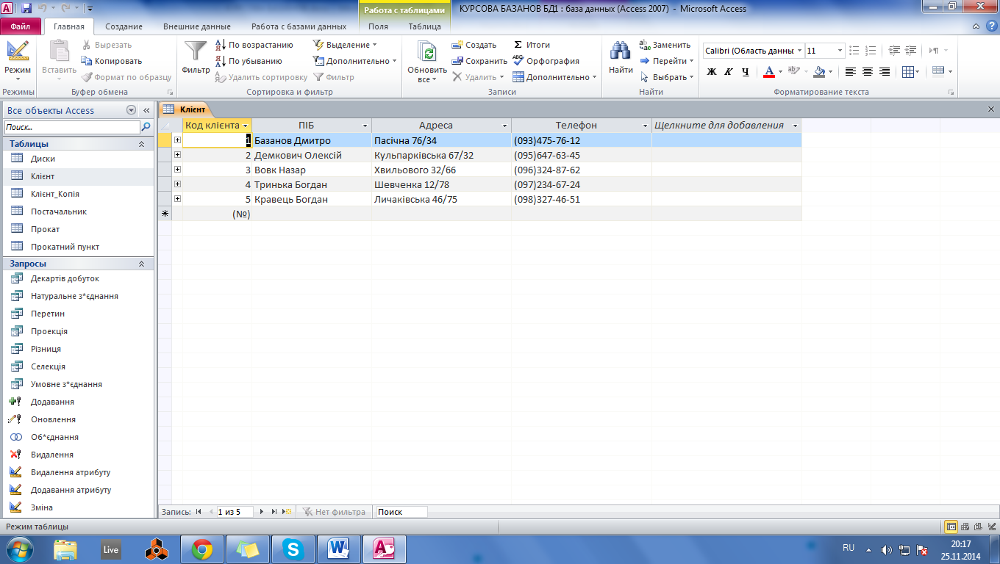 Работа с таблицами
КУРСОВА БАЗАНОВ БД1 : база данных (Access 2007) - Microsoft Access
Файл Главная Создание Внешние данные Работа с базами данных Поля Таблица
Режим
Режимы
Вставить
Вырезать
Копировать
Формат по образцу
Буфер обмена
Фильтр
По возрастанию
По убыванию
Удалить сортировку
Выделение
Дополнительно
Фильтр
Сортировка и фильтр
Обновить
все
Создать
Сохранить
Удалить
Σ Итоги
Орфография
Дополнительно
Записи
Найти
Заменить
Перейти
Выбрать
Найти
Calibri (Область данных 11
Ж К Ч А
Форматирование текста
Все объекты Access
Поиск...
Таблицы
Диски
Клієнт
Клієнт_Копія
Постачальник
Прокат
Прокатний пункт
Запросы
Декартів добуток
Натуральне з*єднання
Перетин
Проекція
Різниця
Селекція
Умовне з*єднання
Додавання
Оновлення
Об*єднання
Видалення
Видалення атрибуту
Додавання атрибуту
Зміна
Клієнт
Код клієнта ПІБ Адреса Телефон Щелкните для добавления
1 Базанов Дмитро Пасічна 76/34 (093)475-76-12
2 Демкович Олексій Кульпарківська 67/32 (095)647-63-45
3 Вовк Назар Хвильового 32/66 (096)324-87-62
4 Тринька Богдан Шевченка 12/78 (097)234-67-24
5 Кравець Богдан Личаківська 46/75 (098)327-46-51
(№)
Запись: 1 из 5 Нет фильтра Поиск
Режим таблицы
Live
RU
20:17
25.11.2014